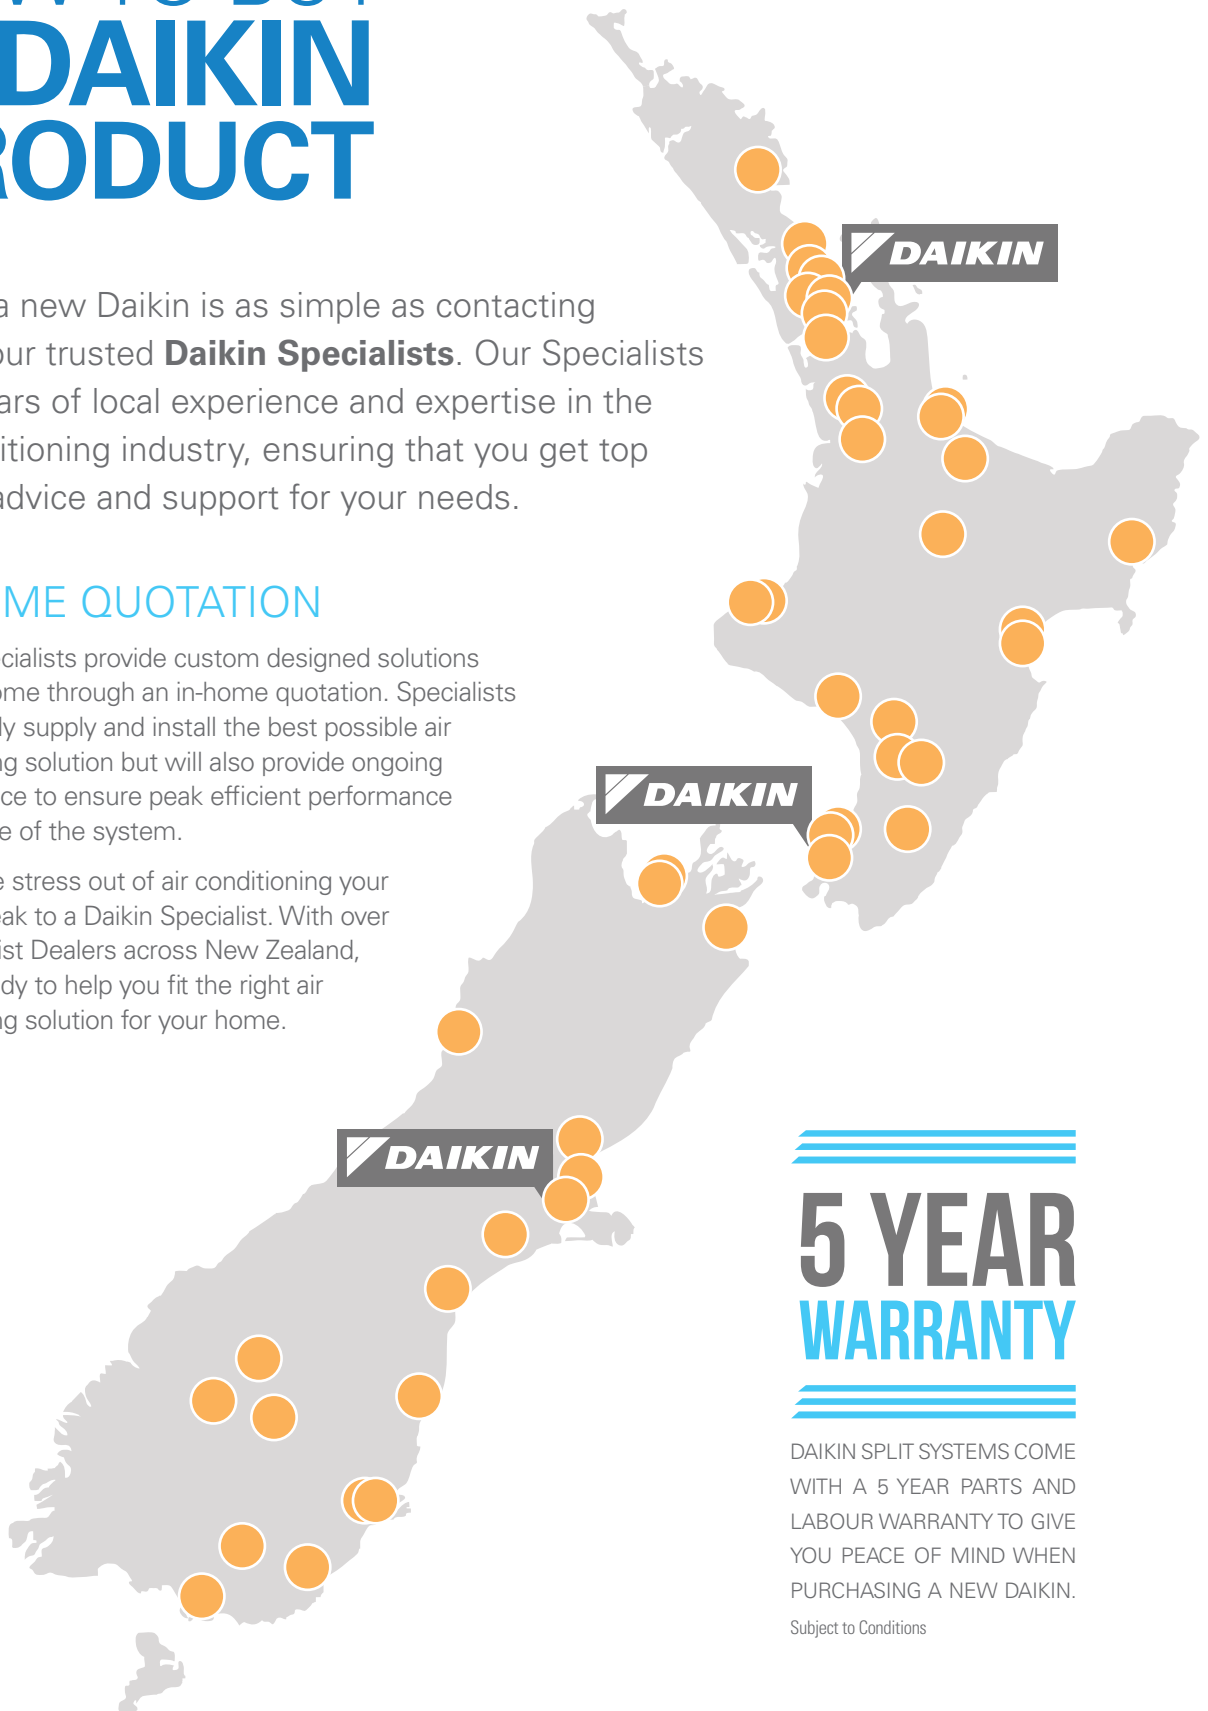 DAIKIN
RODUCT
a new Daikin is as simple as contacting
our trusted Daikin Specialists. Our Specialists
ars of local experience and expertise in the
itioning industry, ensuring that you get top
advice and support for your needs.
ME QUOTATION
cialists provide custom designed solutions
ome through an in-home quotation. Specialists
ly supply and install the best possible air
ng solution but will also provide ongoing
ce to ensure peak efficient performance
e of the system.
e stress out of air conditioning your
eak to a Daikin Specialist. With over
ist Dealers across New Zealand,
dy to help you fit the right air
ng solution for your home.
DAIKIN
DAIKIN
DAIKIN
5 YEAR
WARRANTY
DAIKIN SPLIT SYSTEMS COME
WITH A 5 YEAR PARTS AND
LABOUR WARRANTY TO GIVE
YOU PEACE OF MIND WHEN
PURCHASING A NEW DAIKIN.
Subject to Conditions